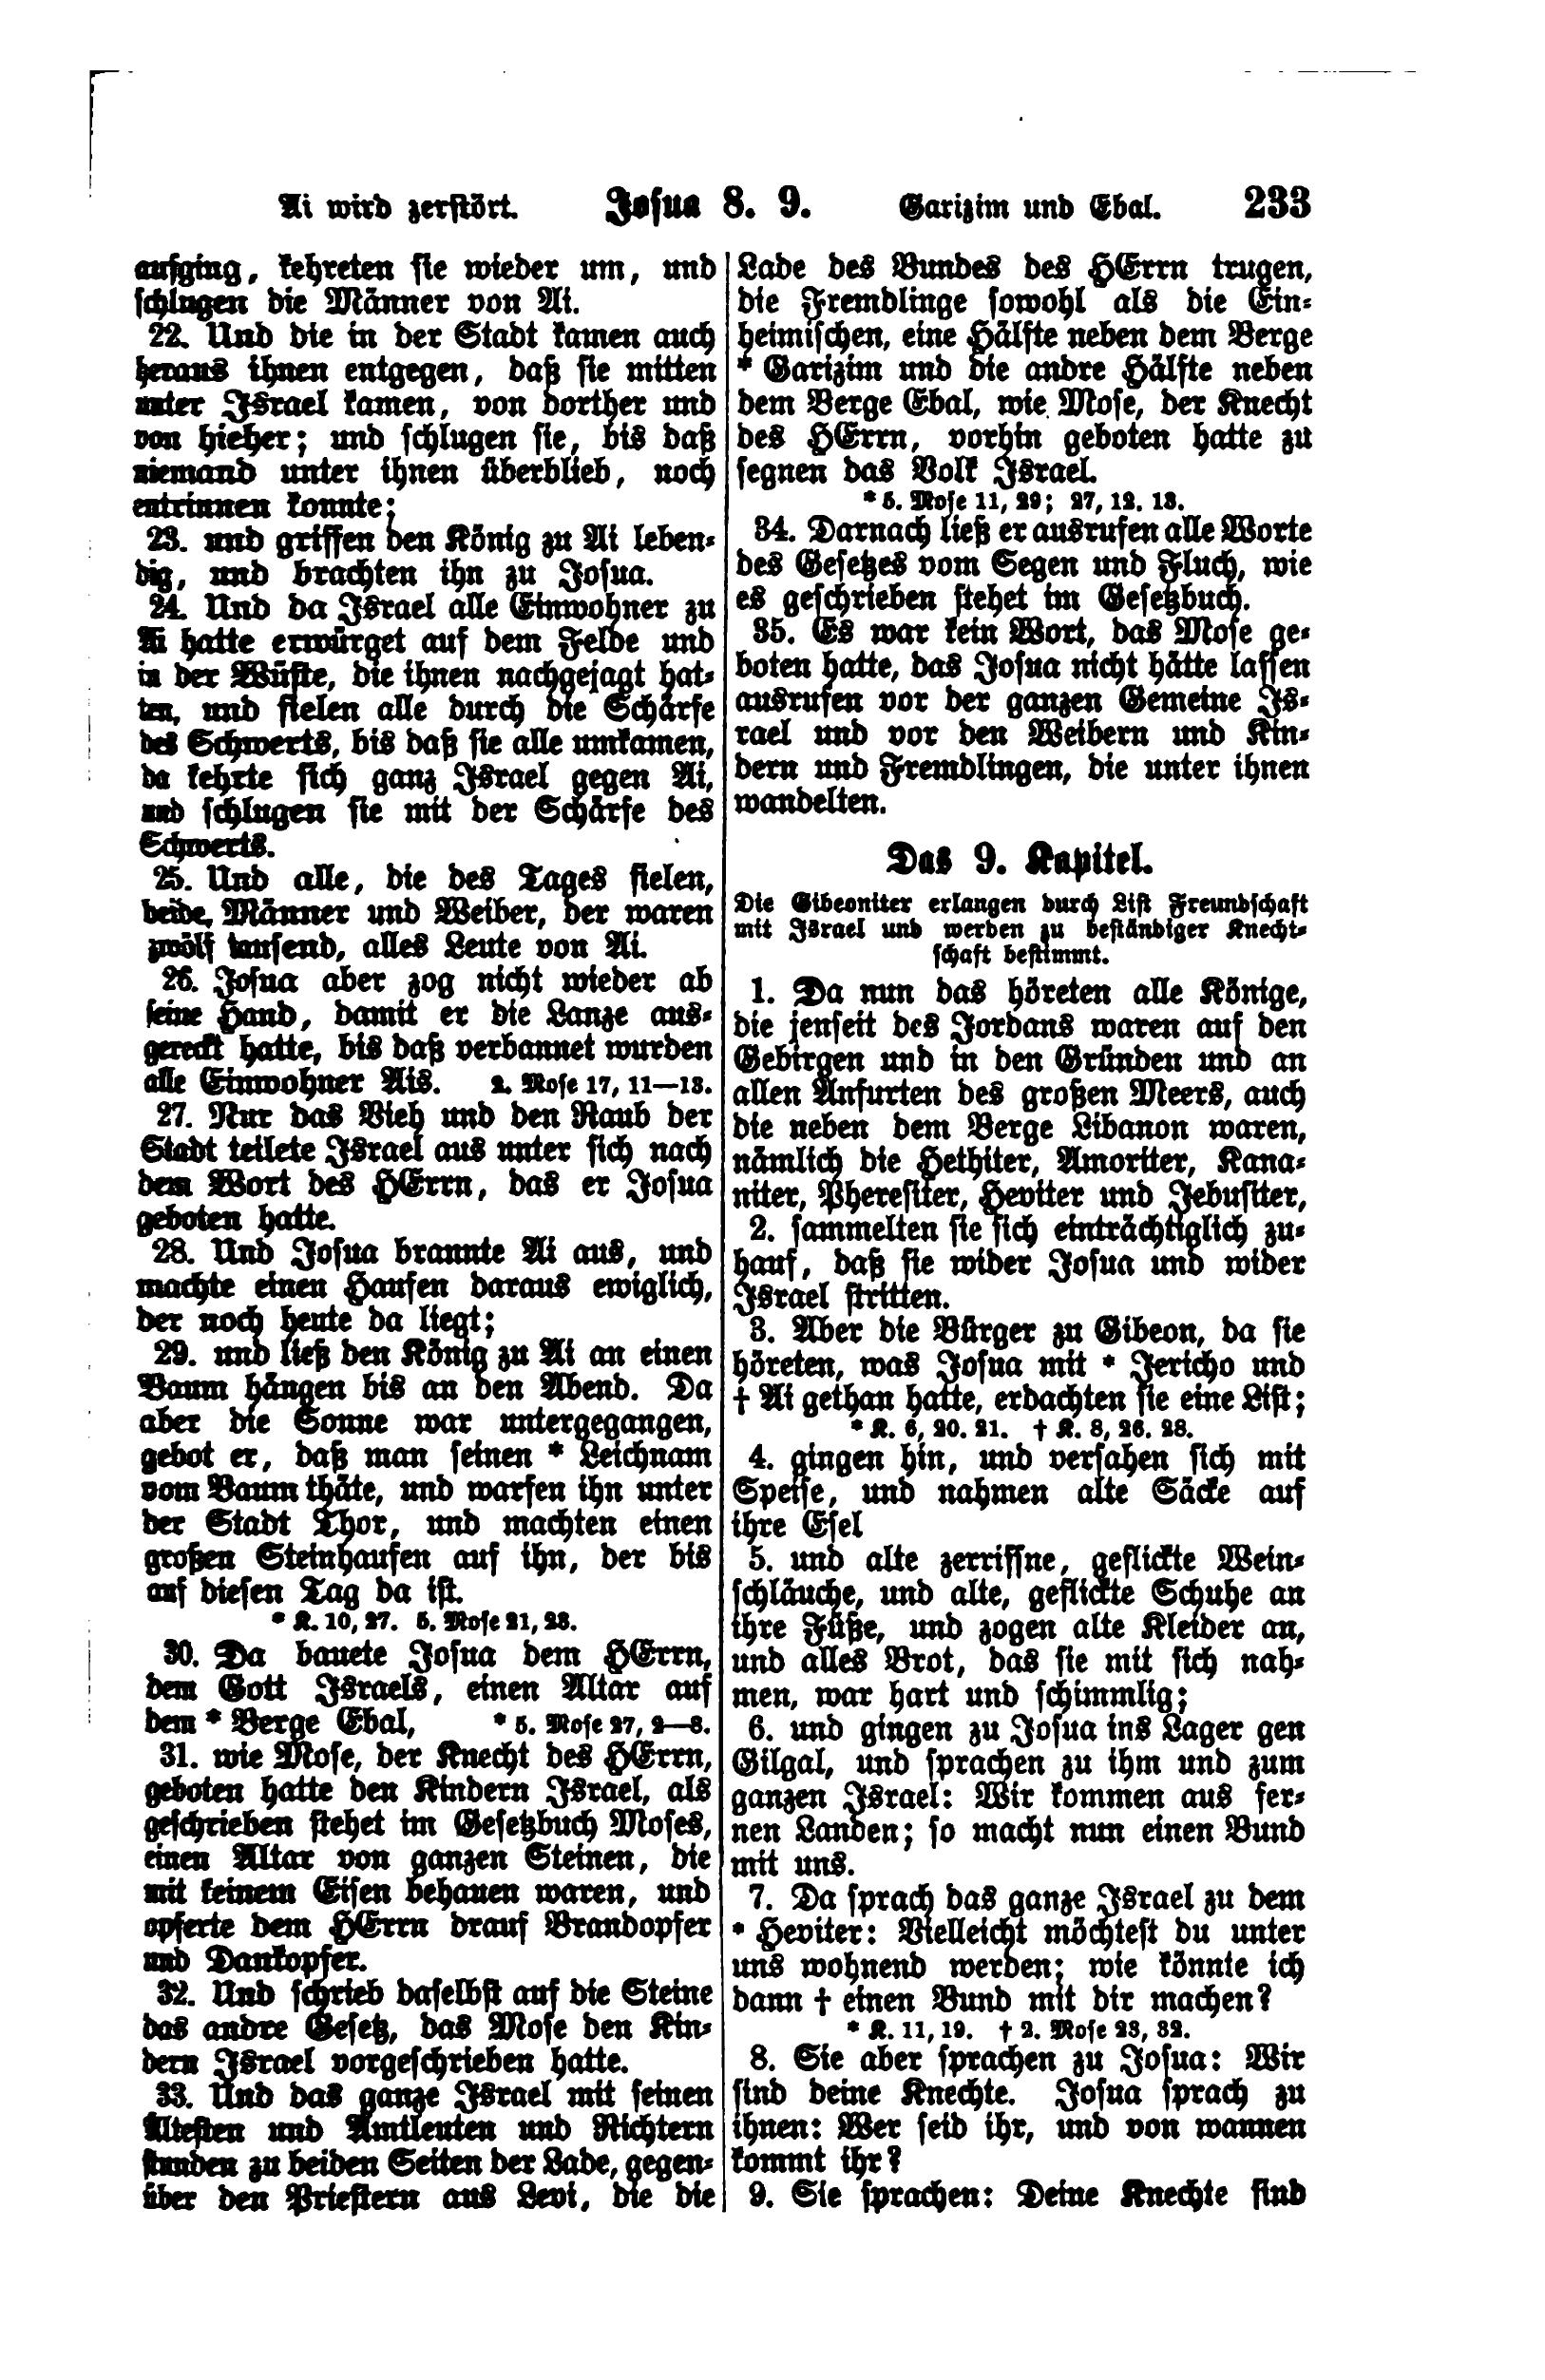 Ai wird zerstört. Josua 8. 9. Garizim und Ebal. 233
aufging, kehreten sie wieder um, und
schlugen die Männer von Ai.
22. Und die in der Stadt kamen auch
heraus ihnen entgegen, daß sie mitten
unter Israel kamen, von dorther und
von hieher; und schlugen sie, bis daß
niemand unter ihnen überblieb, noch
entrinnen konnte;
23. und griffen den König zu Ai leben-
dig, und brachten ihn zu Josua.
24. Und da Israel alle Einwohner zu
Ai hatte erwürget auf dem Felde und
in der Wüste, die ihnen nachgejagt hat-
ten, und fielen alle durch die Schärfe
des Schwerts, bis daß sie alle umkamen,
da kehrte sich ganz Israel gegen Ai,
und schlugen sie mit der Schärfe des
Schwerts.
25. Und alle, die des Tages fielen,
beide, Männer und Weiber, der waren
zwölf tausend, alles Leute von Ai.
26. Josua aber zog nicht wieder ab
seine Hand, damit er die Lanze aus-
gereckt hatte, bis daß verbannet wurden
alle Einwohner Ais. 2. Mose 17, 11—13.
27. Nur das Vieh und den Raub der
Stadt teilete Israel aus unter sich nach
dem Wort des HErrn, das er Josua
geboten hatte.
28. Und Josua brannte Ai aus, und
machte einen Haufen daraus ewiglich,
der noch heute da liegt;
29. und ließ den König zu Ai an einen
Baum hängen bis an den Abend. Da
aber die Sonne war untergegangen,
gebot er, daß man seinen * Leichnam
vom Baum thäte, und warfen ihn unter
der Stadt Thor, und machten einen
großen Steinhaufen auf ihn, der bis
auf diesen Tag da ist.
* K. 10, 27. 5. Mose 21, 23.
30. Da bauete Josua dem HErrn,
dem Gott Israels, einen Altar auf
dem * Berge Ebal, * 5. Mose 27, 2—8.
31. wie Mose, der Knecht des HErrn,
geboten hatte den Kindern Israel, als
geschrieben stehet im Gesetzbuch Moses,
einen Altar von ganzen Steinen, die
mit keinem Eisen behauen waren, und
opferte dem HErrn drauf Brandopfer
und Dankopfer.
32. Und schrieb daselbst auf die Steine
das andre Gesetz, das Mose den Kin-
dern Israel vorgeschrieben hatte.
33. Und das ganze Israel mit seinen
Ältesten und Amtleuten und Richtern
stunden zu beiden Seiten der Lade, gegen-
über den Priestern aus Levi, die die
Lade des Bundes des HErrn trugen,
die Fremdlinge sowohl als die Ein-
heimischen, eine Hälfte neben dem Berge
* Garizim und die andre Hälfte neben
dem Berge Ebal, wie Mose, der Knecht
des HErrn, vorhin geboten hatte zu
segnen das Volk Israel.
* 5. Mose 11, 29; 27, 12. 13.
34. Darnach ließ er ausrufen alle Worte
des Gesetzes vom Segen und Fluch, wie
es geschrieben stehet im Gesetzbuch.
35. Es war kein Wort, das Mose ge-
boten hatte, das Josua nicht hätte lassen
ausrufen vor der ganzen Gemeine Is-
rael und vor den Weibern und Kin-
dern und Fremdlingen, die unter ihnen
wandelten.
Das 9. Kapitel.
Die Gibeoniter erlangen durch List Freundschaft
mit Israel und werden zu beständiger Knecht-
schaft bestimmt.
1. Da nun das höreten alle Könige,
die jenseit des Jordans waren auf den
Gebirgen und in den Gründen und an
allen Anfurten des großen Meers, auch
die neben dem Berge Libanon waren,
nämlich die Hethiter, Amoriter, Kana-
niter, Pheresiter, Heviter und Jebusiter,
2. sammelten sie sich einträchtiglich zu-
hauf, daß sie wider Josua und wider
Israel stritten.
3. Aber die Bürger zu Gibeon, da sie
höreten, was Josua mit * Jericho und
† Ai gethan hatte, erdachten sie eine List;
* K. 6, 20. 21. † K. 8, 26. 28.
4. gingen hin, und versahen sich mit
Speise, und nahmen alte Säcke auf
ihre Esel
5. und alte zerrissne, geflickte Wein-
schläuche, und alte, geflickte Schuhe an
ihre Füße, und zogen alte Kleider an,
und alles Brot, das sie mit sich nah-
men, war hart und schimmlig;
6. und gingen zu Josua ins Lager gen
Gilgal, und sprachen zu ihm und zum
ganzen Israel: Wir kommen aus fer-
nen Landen; so macht nun einen Bund
mit uns.
7. Da sprach das ganze Israel zu dem
* Heviter: Vielleicht möchtest du unter
uns wohnend werden; wie könnte ich
dann † einen Bund mit dir machen?
* K. 11, 19. † 2. Mose 23, 32.
8. Sie aber sprachen zu Josua: Wir
sind deine Knechte. Josua sprach zu
ihnen: Wer seid ihr, und von wannen
kommt ihr?
9. Sie sprachen: Deine Knechte sind